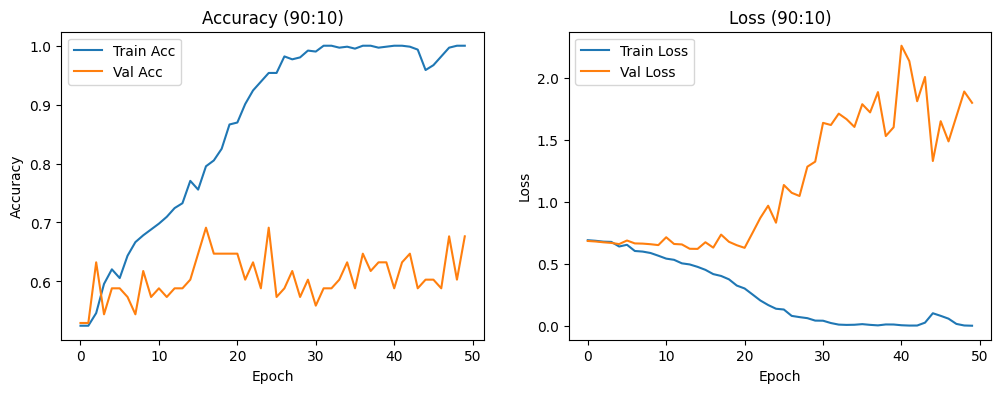 Accuracy (90:10)
Train Acc
Val Acc
1.0
0.9
0.8
0.7
0.6
Accuracy
0 10 20 30 40 50
Epoch
Loss (90:10)
Train Loss
Val Loss
2.0
1.5
1.0
0.5
0.0
Loss
0 10 20 30 40 50
Epoch